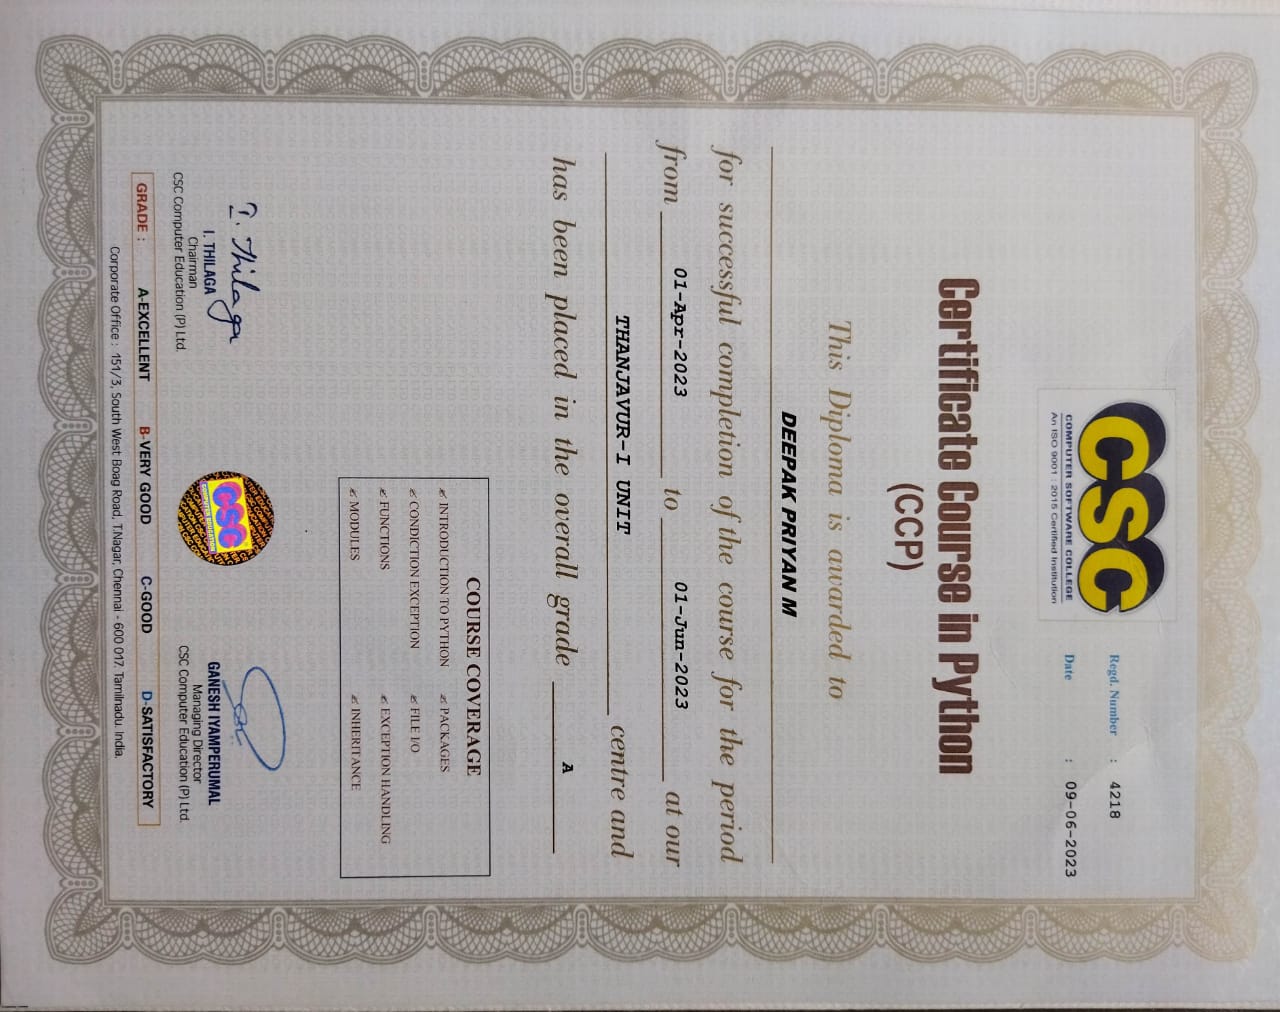 CSC
COMPUTER SOFTWARE COLLEGE
An ISO 9001 : 2015 Certified Institution
Regd. Number : 4218
Date : 09-06-2023
Certificate Course in Python
(CCP)
This Diploma is awarded to
DEEPAK PRIYAN M
for successful completion of the course for the period
from 01-Apr-2023 to 01-Jun-2023 at our
THANJAVUR-I UNIT centre and
has been placed in the overall grade A
COURSE COVERAGE
INTRODUCTION TO PYTHON
CONDICTION EXCEPTION
FUNCTIONS
MODULES
PACKAGES
FILE I/O
EXCEPTION HANDLING
INHERITANCE
I. Thilaga
I. THILAGA
Chairman
CSC Computer Education (P) Ltd.
CSC
COMPUTER EDUCATION
GANESH IYAMPERUMAL
Managing Director
CSC Computer Education (P) Ltd.
GRADE : A-EXCELLENT B-VERY GOOD C-GOOD D-SATISFACTORY
Corporate Office : 151/3, South West Boag Road, T.Nagar, Chennai - 600 017. Tamilnadu. India.